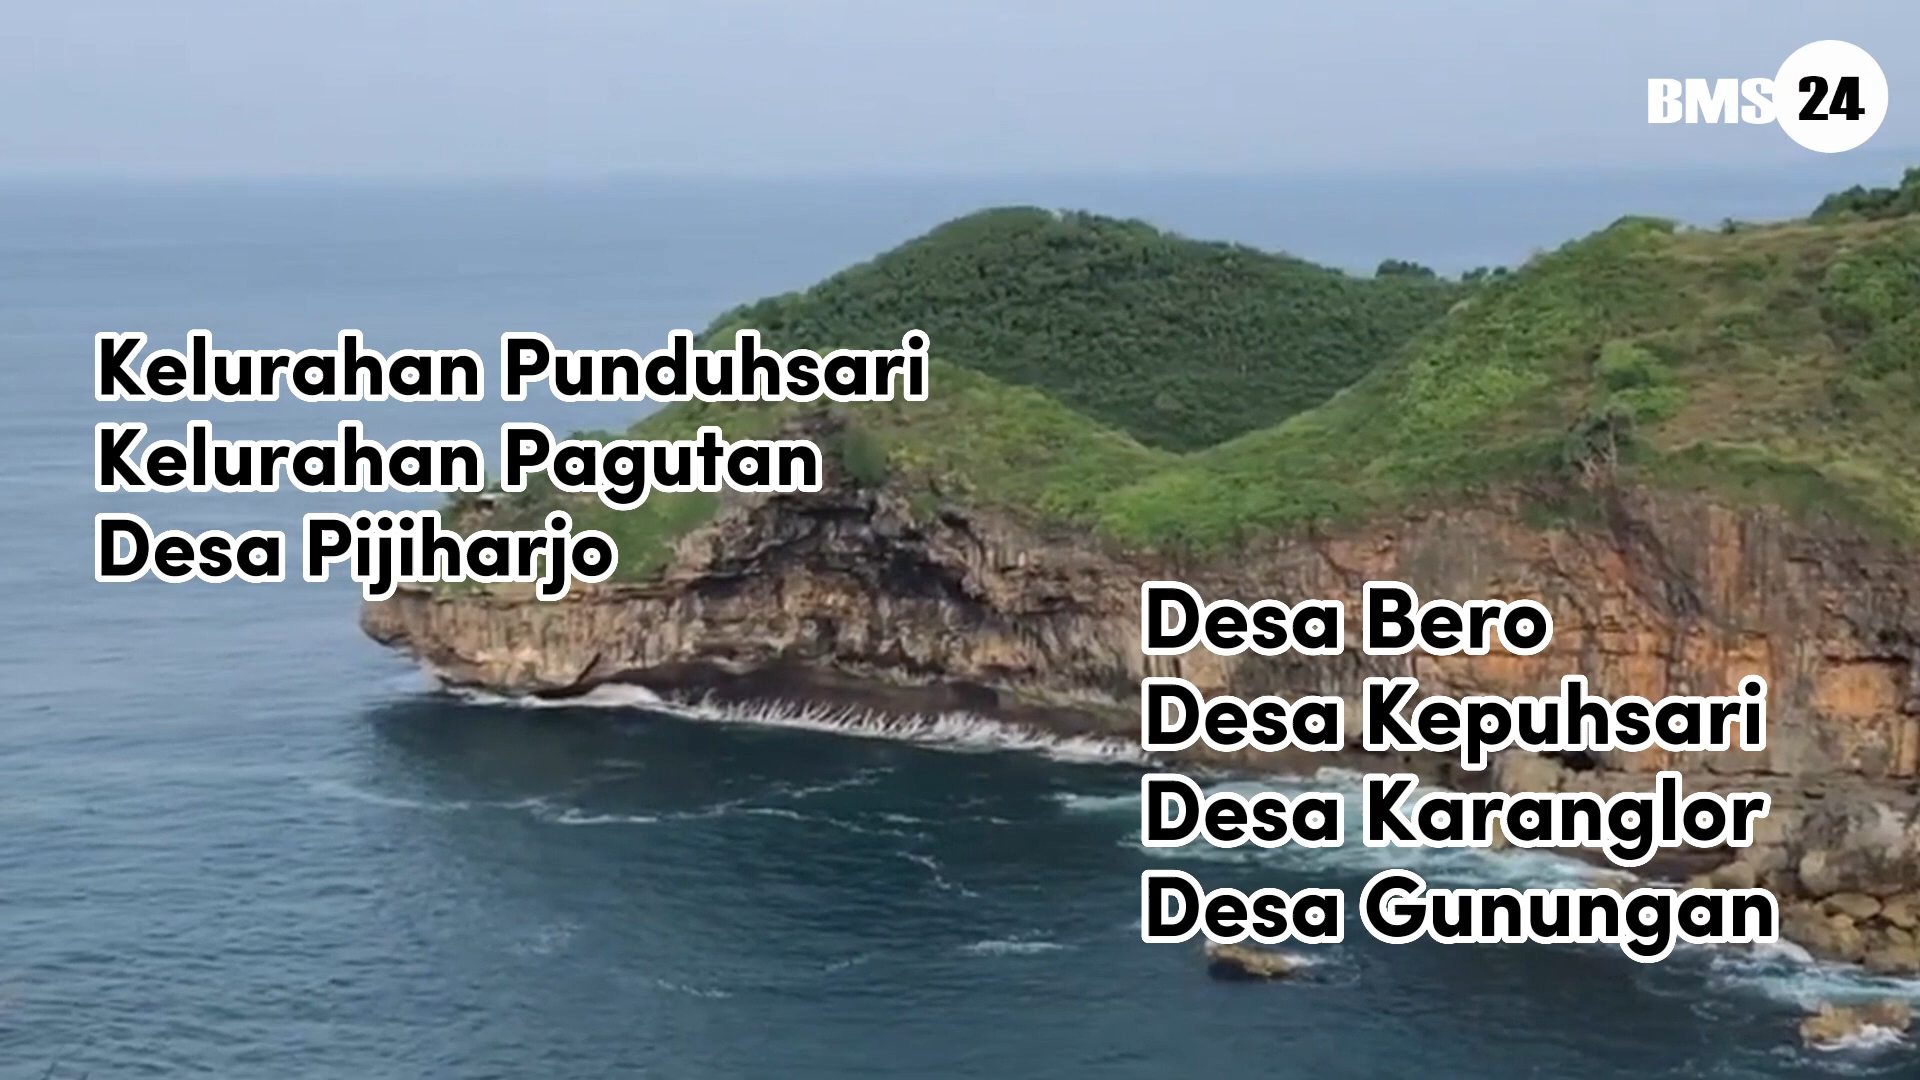 BMS 24
Kelurahan Punduhsari
Kelurahan Pagutan
Desa Pijiharjo
Desa Bero
Desa Kepuhsari
Desa Karanglor
Desa Gunungan